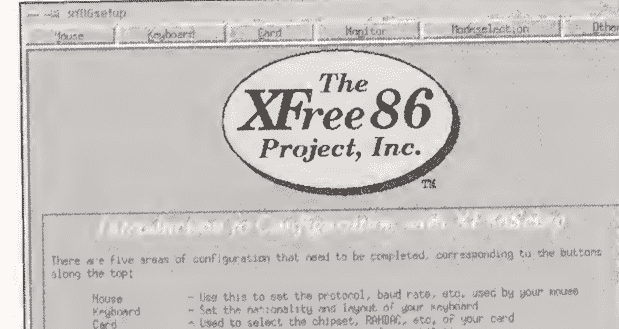 XF86Setup
Mouse Keyboard Card Monitor Modeselection Other
The
XFree86
Project, Inc.
TM
Introduction to Configuration with XF86Setup
There are five areas of configuration that need to be completed, corresponding to the buttons
along the top:
Mouse - Use this to set the protocol, baud rate, etc. used by your mouse
Keyboard - Set the nationality and layout of your keyboard
Card - Used to select the chipset, RAMDAC, etc. of your card